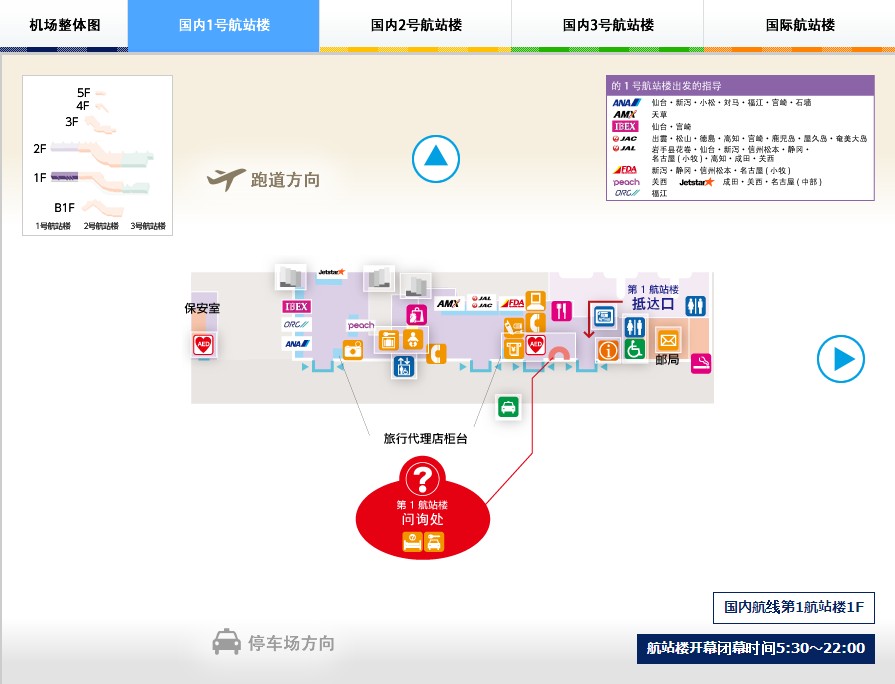 机场整体图
国内1号航站楼
国内2号航站楼
国内3号航站楼
国际航站楼
5F
4F
3F
2F
1F
B1F
1号航站楼 2号航站楼 3号航站楼
跑道方向
的 1 号航站楼出发的指导
ANA 仙台・新泻・小松・对马・福江・宫崎・石墙
AMX 天草
IBEX 仙台・宫崎
JAC 出雲・松山・徳島・高知・宫崎・鹿児岛・屋久岛・奄美大岛
JAL 岩手县花卷・仙台・新泻・信州松本・静冈・
名古屋 ( 小牧 )・高知・成田・关西
FDA 新泻・静冈・信州松本・名古屋 ( 小牧 )
peach 关西 Jetstar 成田・关西・名古屋 ( 中部 )
ORC 福江
Jetstar
保安室
IBEX
ORC
ANA
peach
AMX
JAL
JAC
FDA
第 1 航站楼
抵达口
AED
AED
邮局
旅行代理店柜台
?
第 1 航站楼
问询处
国内航线第1航站楼1F
停车场方向
航站楼开幕闭幕时间5:30～22:00